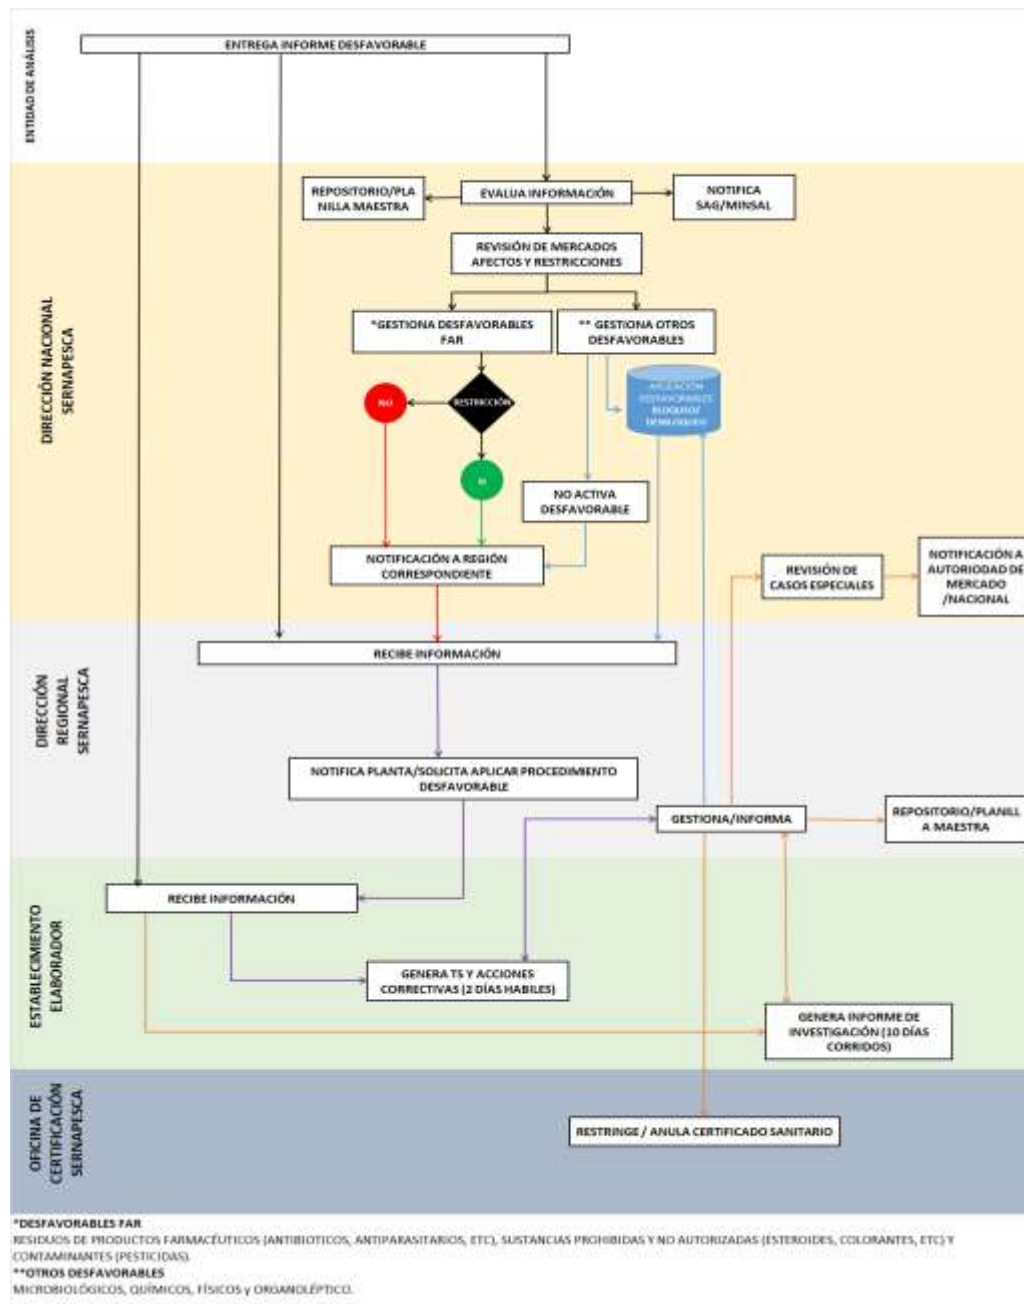 ENTIDAD DE ANÁLISIS
ENTREGA INFORME DESFAVORABLE
DIRECCIÓN NACIONAL
SERNAPESCA
REPOSITORIO/PLA
NILLA MAESTRA
EVALUA INFORMACIÓN
NOTIFICA
SAG/MINSAL
REVISIÓN DE MERCADOS
AFECTOS Y RESTRICCIONES
*GESTIONA DESFAVORABLES
FAR
** GESTIONA OTROS
DESFAVORABLES
NO
RESTRICCIÓN
DESFAVORABLES
BLOQUEO/
DESBLOQUEO
SI
NO ACTIVA
DESFAVORABLE
NOTIFICACIÓN A REGIÓN
CORRESPONDIENTE
REVISIÓN DE
CASOS ESPECIALES
NOTIFICACIÓN A
AUTORIODAD DE
MERCADO
/NACIONAL
DIRECCIÓN
REGIONAL
SERNAPESCA
RECIBE INFORMACIÓN
NOTIFICA PLANTA/SOLICITA APLICAR PROCEDIMIENTO
DESFAVORABLE
GESTIONA/INFORMA
REPOSITORIO/PLANILL
A MAESTRA
ESTABLECIMIENTO
ELABORADOR
RECIBE INFORMACIÓN
GENERA TS Y ACCIONES
CORRECTIVAS (2 DÍAS HABILES)
GENERA INFORME DE
INVESTIGACIÓN (10 DÍAS
CORRIDOS)
OFICINA DE
CERTIFICACIÓN
SERNAPESCA
RESTRINGE / ANULA CERTIFICADO SANITARIO
*DESFAVORABLES FAR
RESIDUOS DE PRODUCTOS FARMACÉUTICOS (ANTIBIOTICOS, ANTIPARASITARIOS, ETC), SUSTANCIAS PROHIBIDAS Y NO AUTORIZADAS (ESTEROIDES, COLORANTES, ETC) Y
CONTAMINANTES (PESTICIDAS).
**OTROS DESFAVORABLES
MICROBIOLÓGICOS, QUÍMICOS, FÍSICOS y ORGANOLÉPTICO.